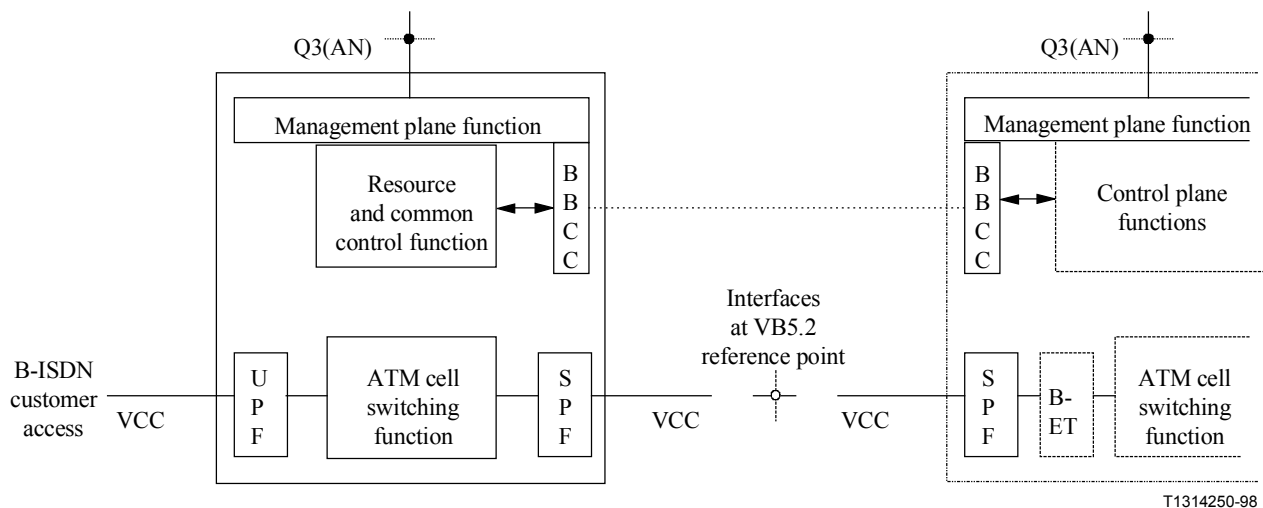 Q3(AN)
Q3(AN)
Management plane function
Management plane function
Resource
and common
control function
B
B
C
C
B
B
C
C
Control plane
functions
Interfaces
at VB5.2
reference point
B-ISDN
customer
access
VCC
U
P
F
ATM cell
switching
function
S
P
F
VCC
VCC
S
P
F
B-
ET
ATM cell
switching
function
T1314250-98